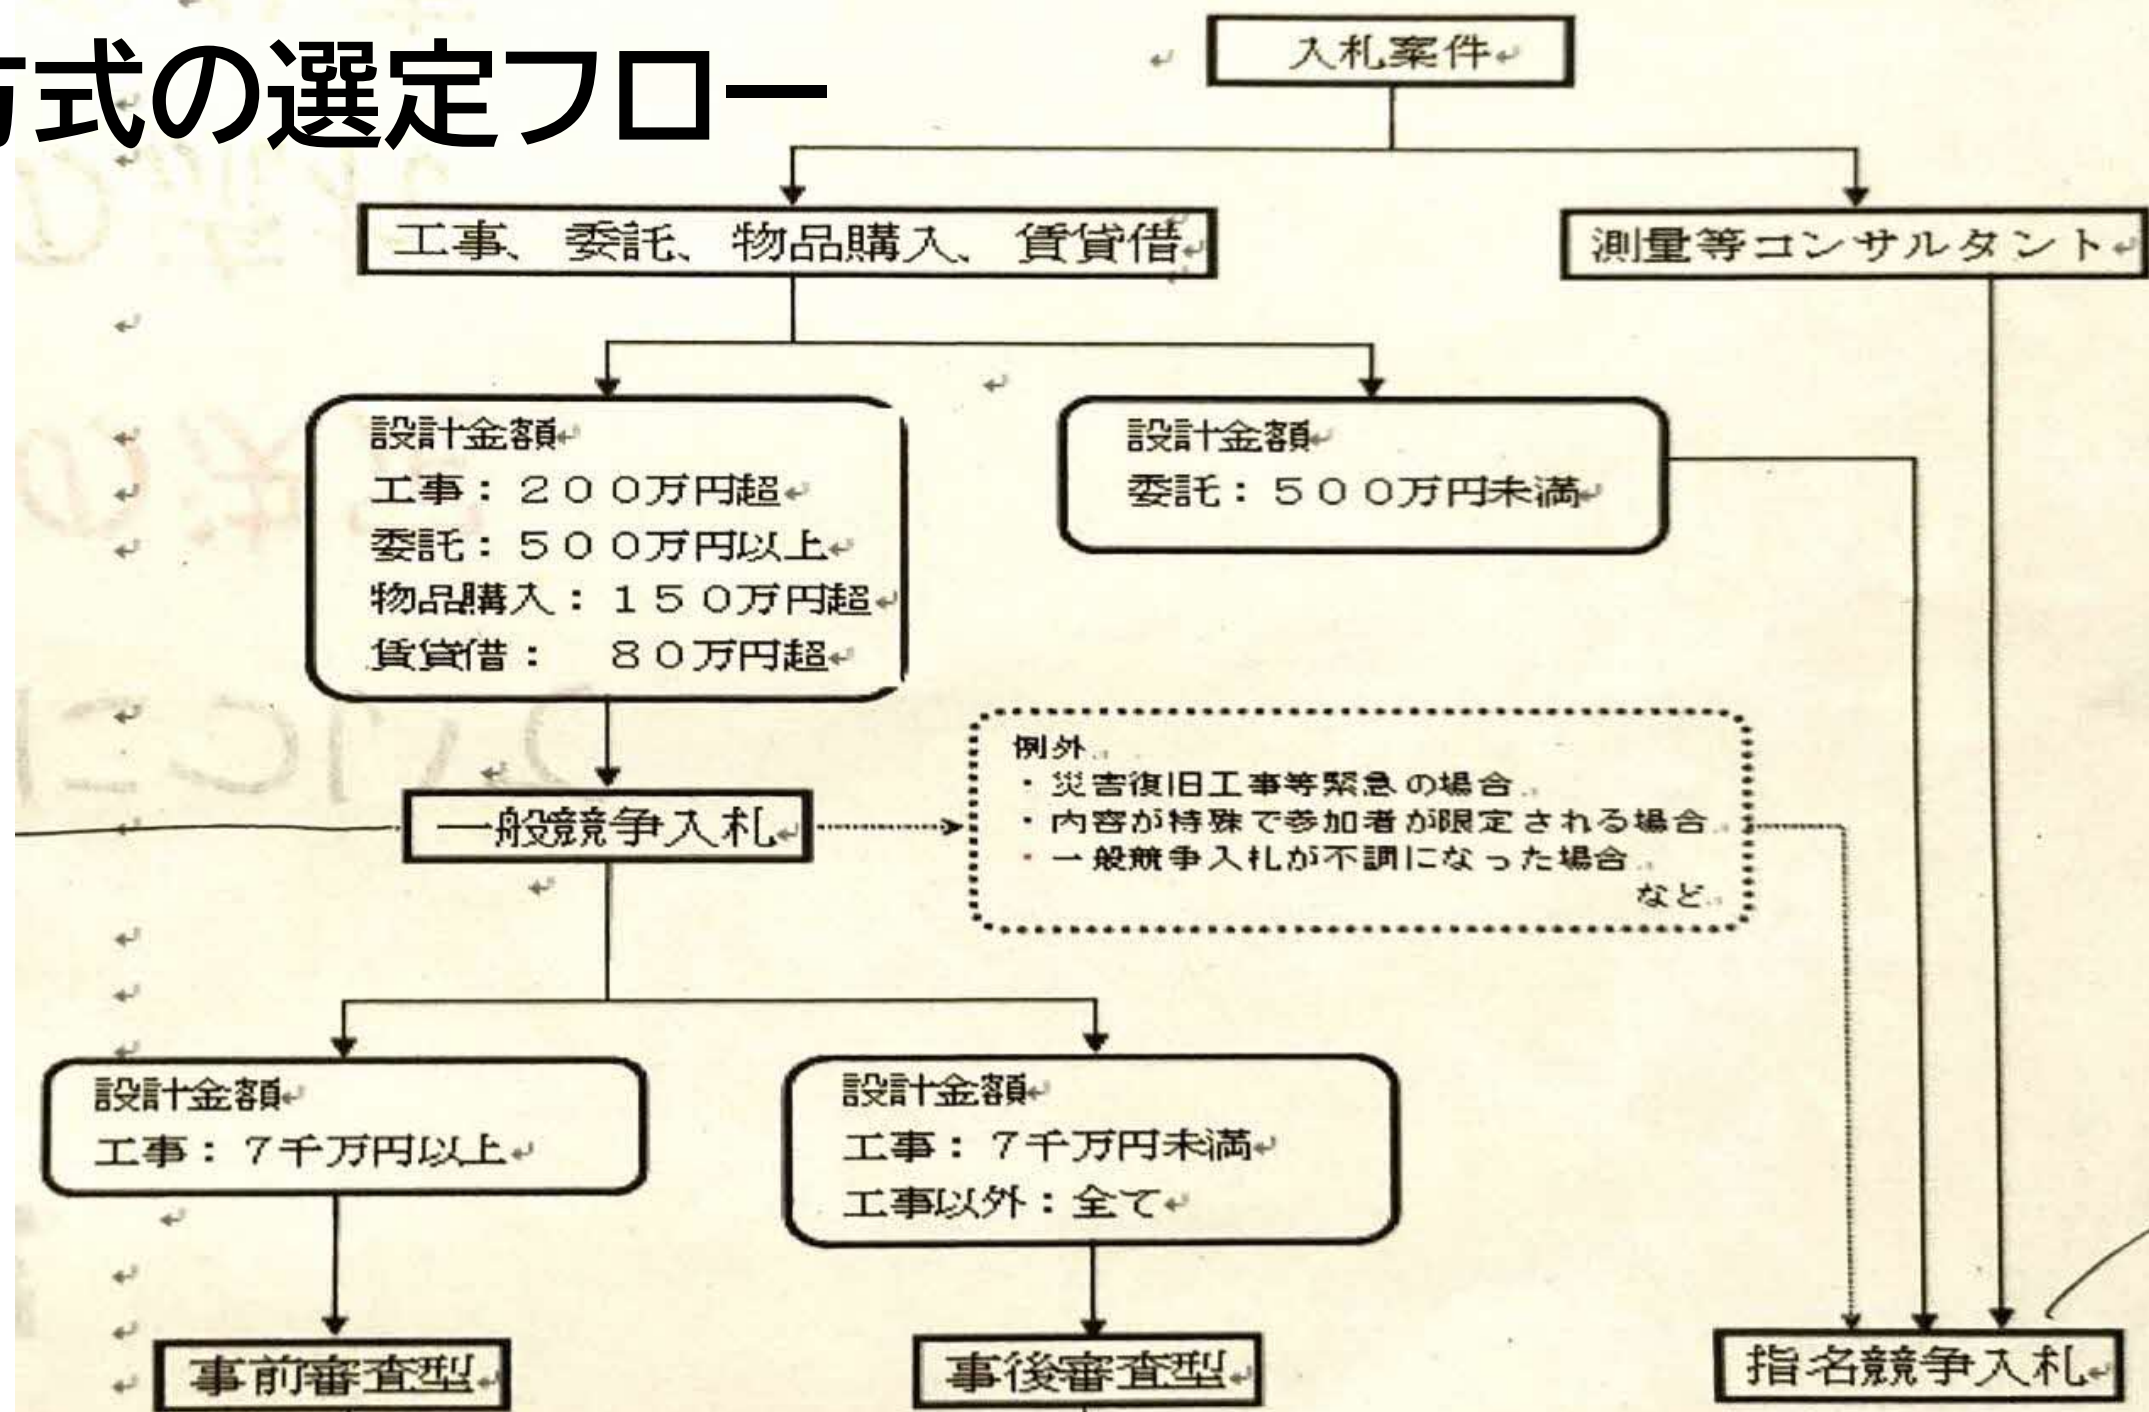 方式の選定フロー
入札案件
工事、委託、物品購入、賃貸借
測量等コンサルタント
設計金額
工事：２００万円超
委託：５００万円以上
物品購入：１５０万円超
賃貸借：　８０万円超
設計金額
委託：５００万円未満
一般競争入札
例外
・災害復旧工事等緊急の場合
・内容が特殊で参加者が限定される場合
・一般競争入札が不調になった場合
など
設計金額
工事：７千万円以上
設計金額
工事：７千万円未満
工事以外：全て
事前審査型
事後審査型
指名競争入札